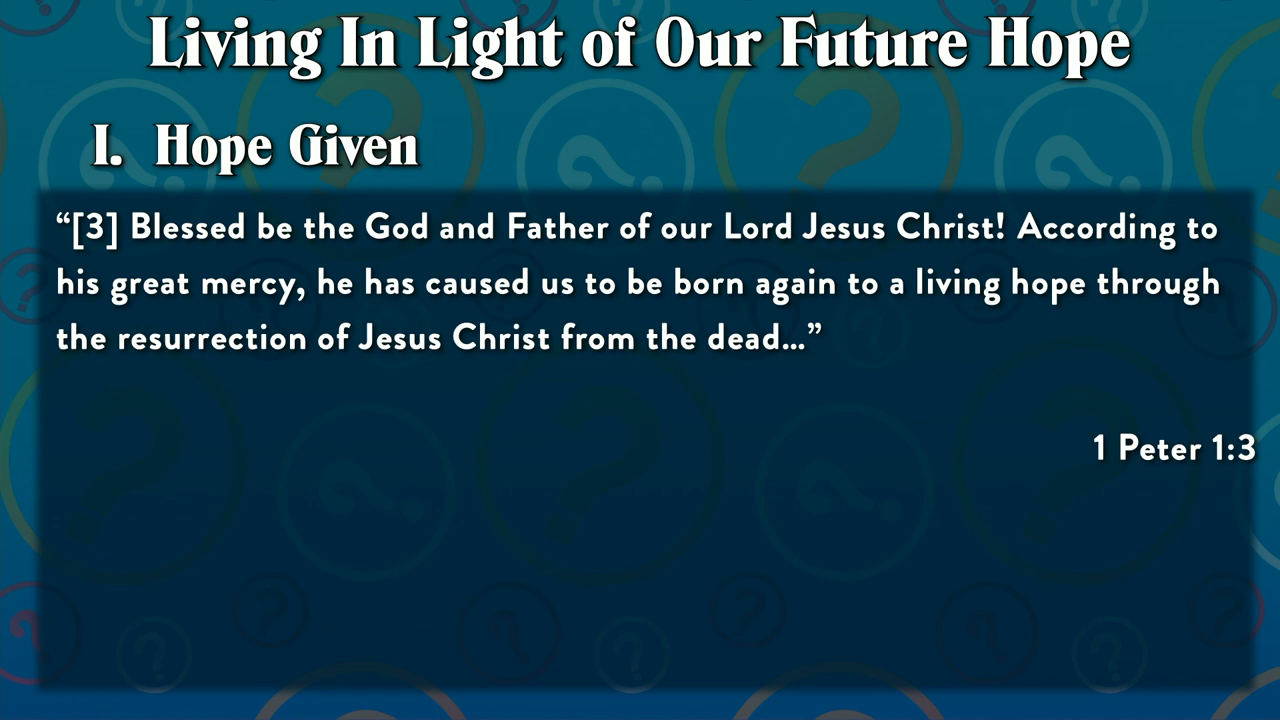 Living In Light of Our Future Hope
I. Hope Given
“[3] Blessed be the God and Father of our Lord Jesus Christ! According to
his great mercy, he has caused us to be born again to a living hope through
the resurrection of Jesus Christ from the dead…”
1 Peter 1:3